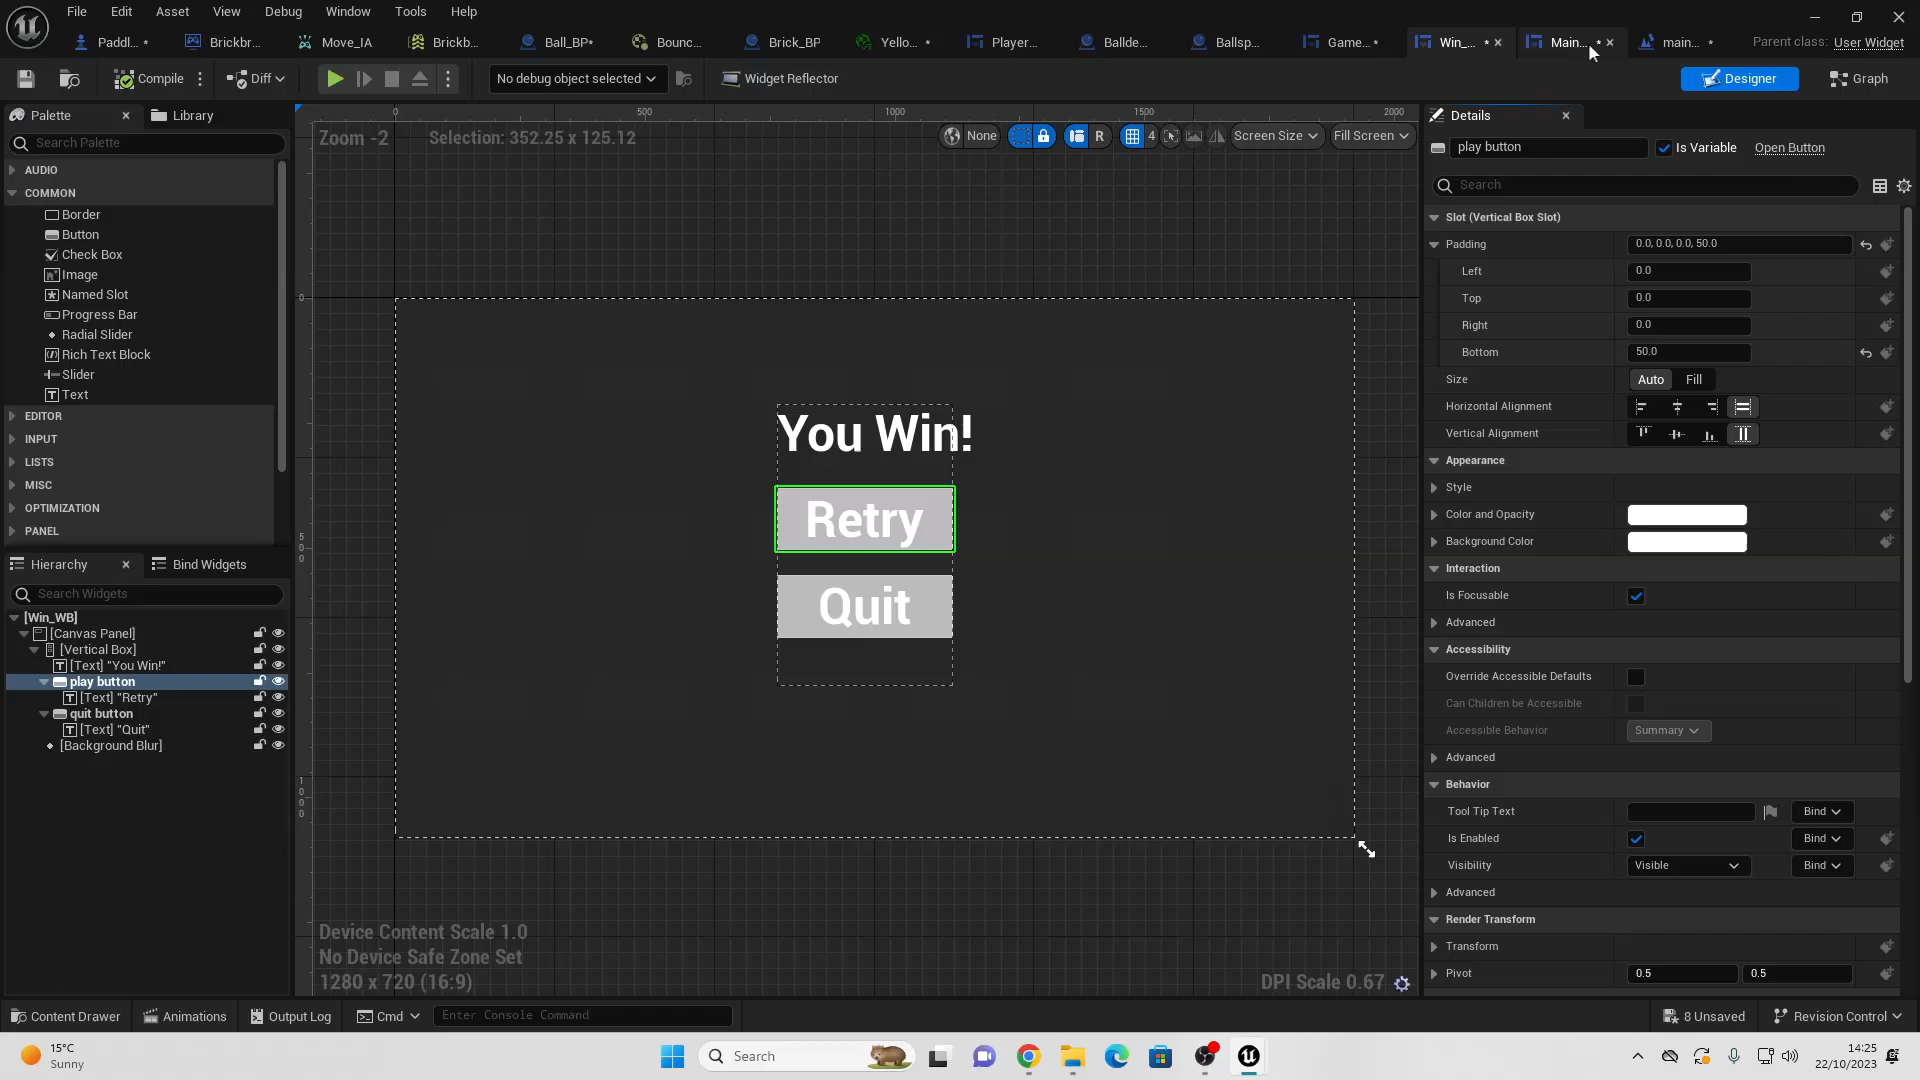 File Edit Asset View Debug Window Tools Help
Paddl... * Brickbr... Move_IA Brickb... Ball_BP* Bounc... Brick_BP Yello... * Player... Ballde... Ballsp... Game... * Win_... * Main... * main... * Parent class: User Widget
Compile Diff No debug object selected Widget Reflector Designer Graph
Palette Library
Search Palette
AUDIO
COMMON
Border
Button
Check Box
Image
Named Slot
Progress Bar
Radial Slider
Rich Text Block
Slider
Text
EDITOR
INPUT
LISTS
MISC
OPTIMIZATION
PANEL
Hierarchy Bind Widgets
Search Widgets
[Win_WB]
[Canvas Panel]
[Vertical Box]
[Text] "You Win!"
play button
[Text] "Retry"
quit button
[Text] "Quit"
[Background Blur]
0 500 1000 1500 2000
Zoom -2 Selection: 352.25 x 125.12 None R 4 Screen Size Fill Screen
0
500
1000
You Win!
Retry
Quit
Device Content Scale 1.0
No Device Safe Zone Set
1280 x 720 (16:9) DPI Scale 0.67
Details
play button Is Variable Open Button
Search
Slot (Vertical Box Slot)
Padding 0.0, 0.0, 0.0, 50.0
Left 0.0
Top 0.0
Right 0.0
Bottom 50.0
Size Auto Fill
Horizontal Alignment
Vertical Alignment
Appearance
Style
Color and Opacity
Background Color
Interaction
Is Focusable
Advanced
Accessibility
Override Accessible Defaults
Can Children be Accessible
Accessible Behavior Summary
Advanced
Behavior
Tool Tip Text Bind
Is Enabled Bind
Visibility Visible Bind
Advanced
Render Transform
Transform
Pivot 0.5 0.5
Content Drawer Animations Output Log Cmd Enter Console Command 8 Unsaved Revision Control
15°C
Sunny
Search
14:25
22/10/2023